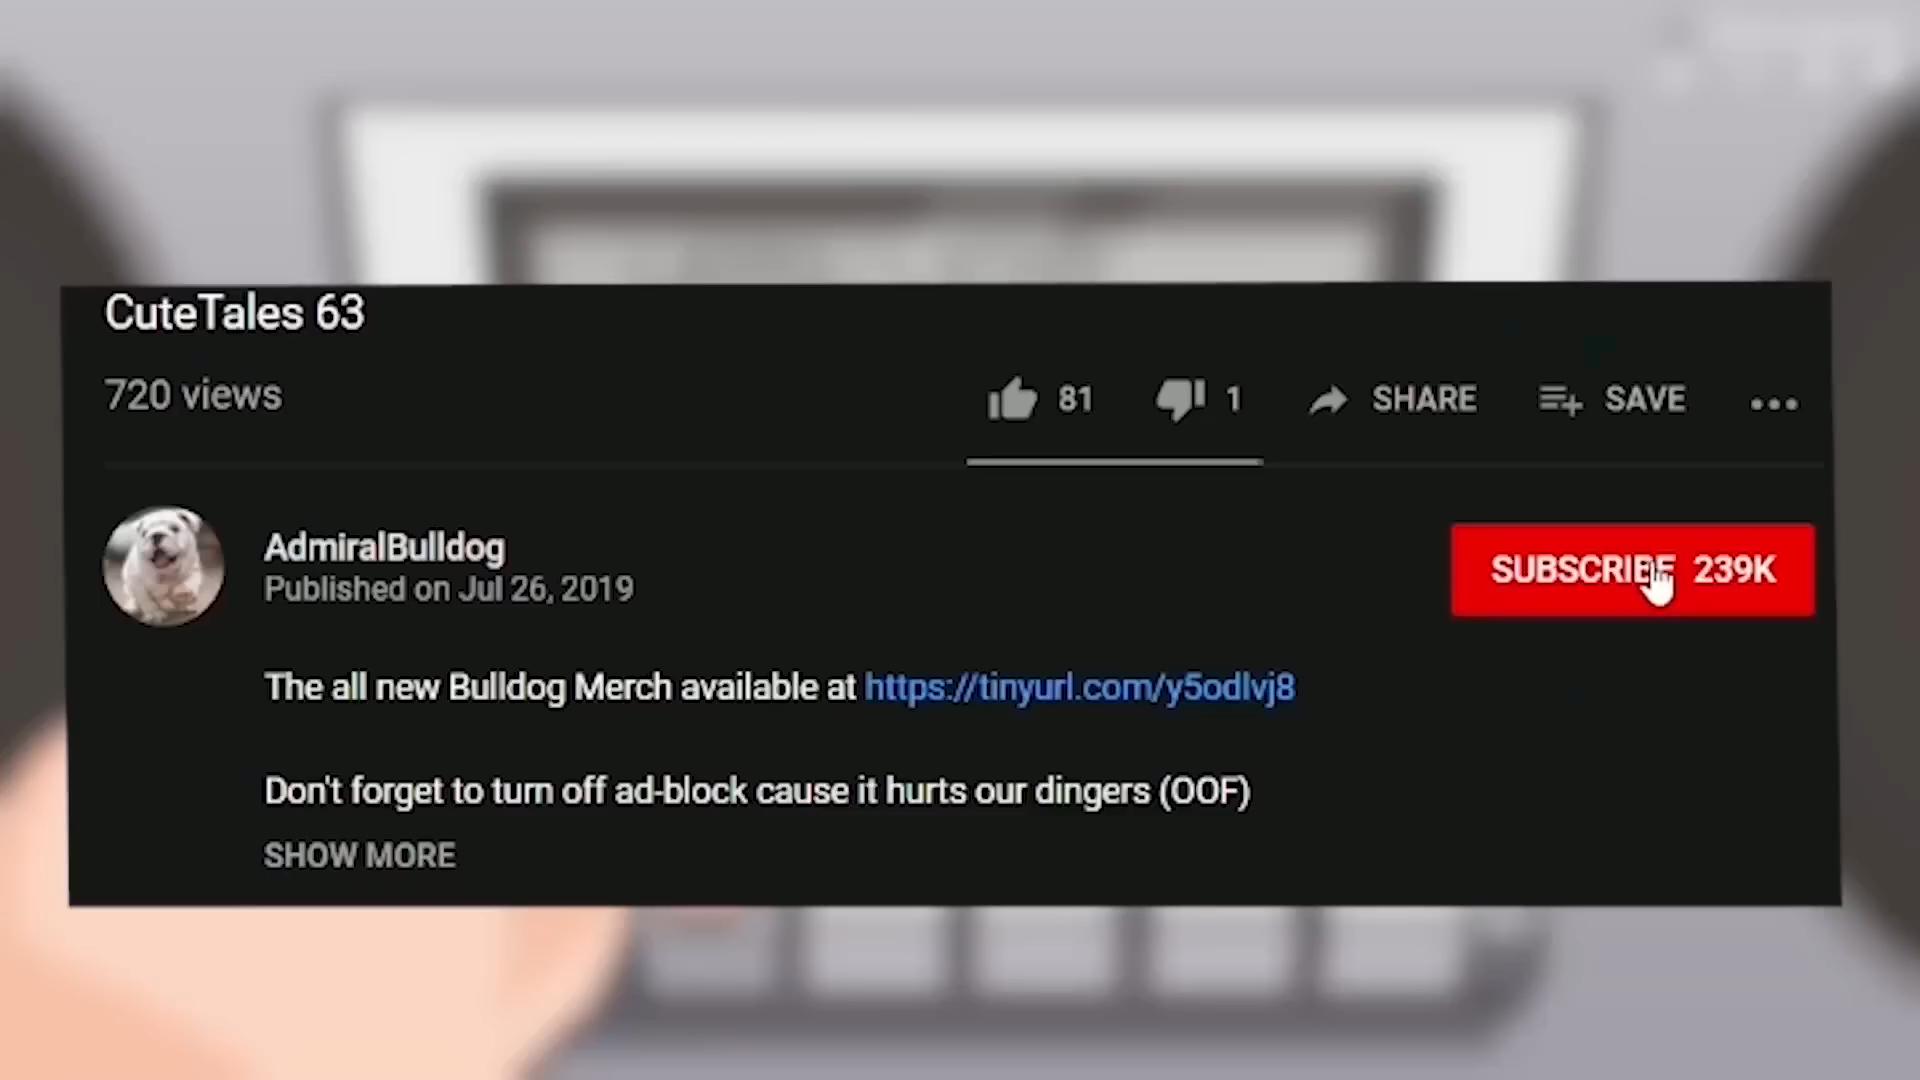 CuteTales 63
720 views
81 1 SHARE SAVE
AdmiralBulldog
Published on Jul 26, 2019
SUBSCRIBE 239K
The all new Bulldog Merch available at https://tinyurl.com/y5odlvj8
Don't forget to turn off ad-block cause it hurts our dingers (OOF)
SHOW MORE